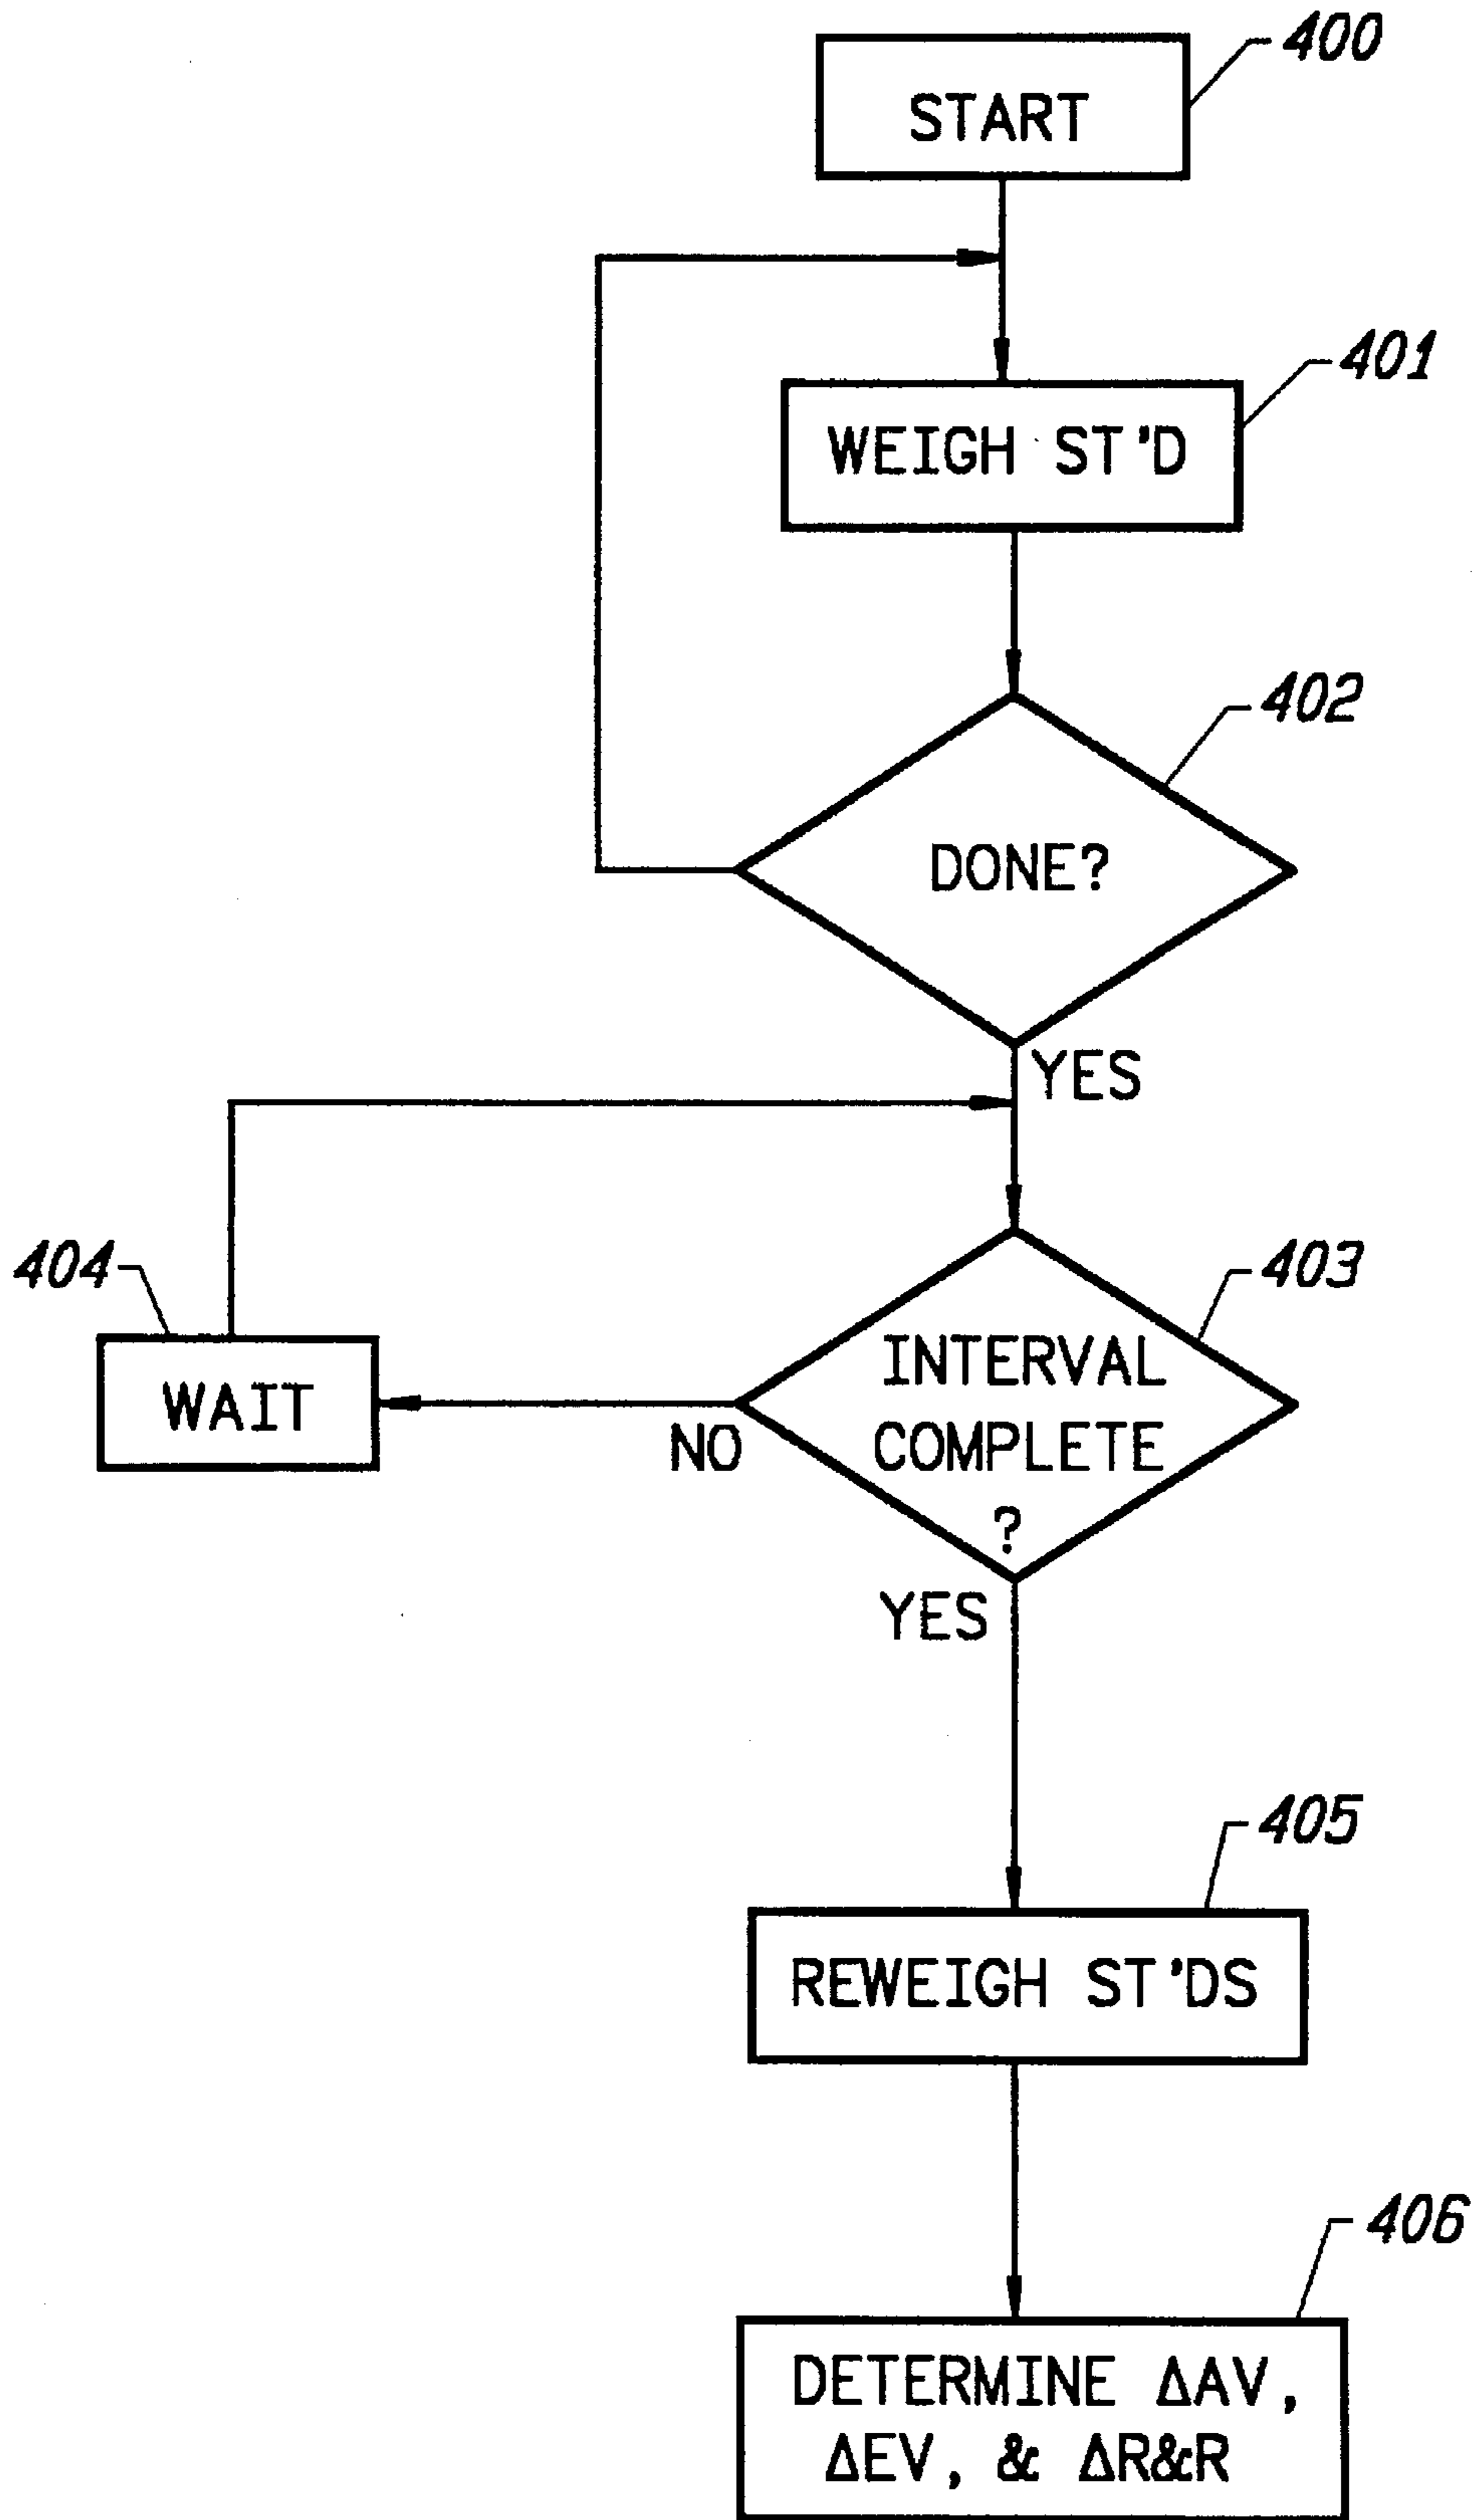 400
START
401
WEIGH ST'D
402
DONE?
YES
404
403
WAIT
INTERVAL
COMPLETE
?
NO
YES
405
REWEIGH ST'DS
406
DETERMINE ΔAV,
ΔEV, & ΔR&R